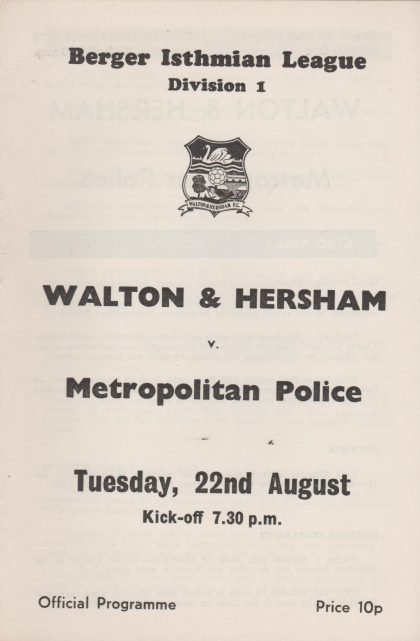 Berger Isthmian League
Division 1
WALTON & HERSHAM F.C.
WALTON & HERSHAM
v.
Metropolitan Police
Tuesday, 22nd August
Kick-off 7.30 p.m.
Official Programme
Price 10p